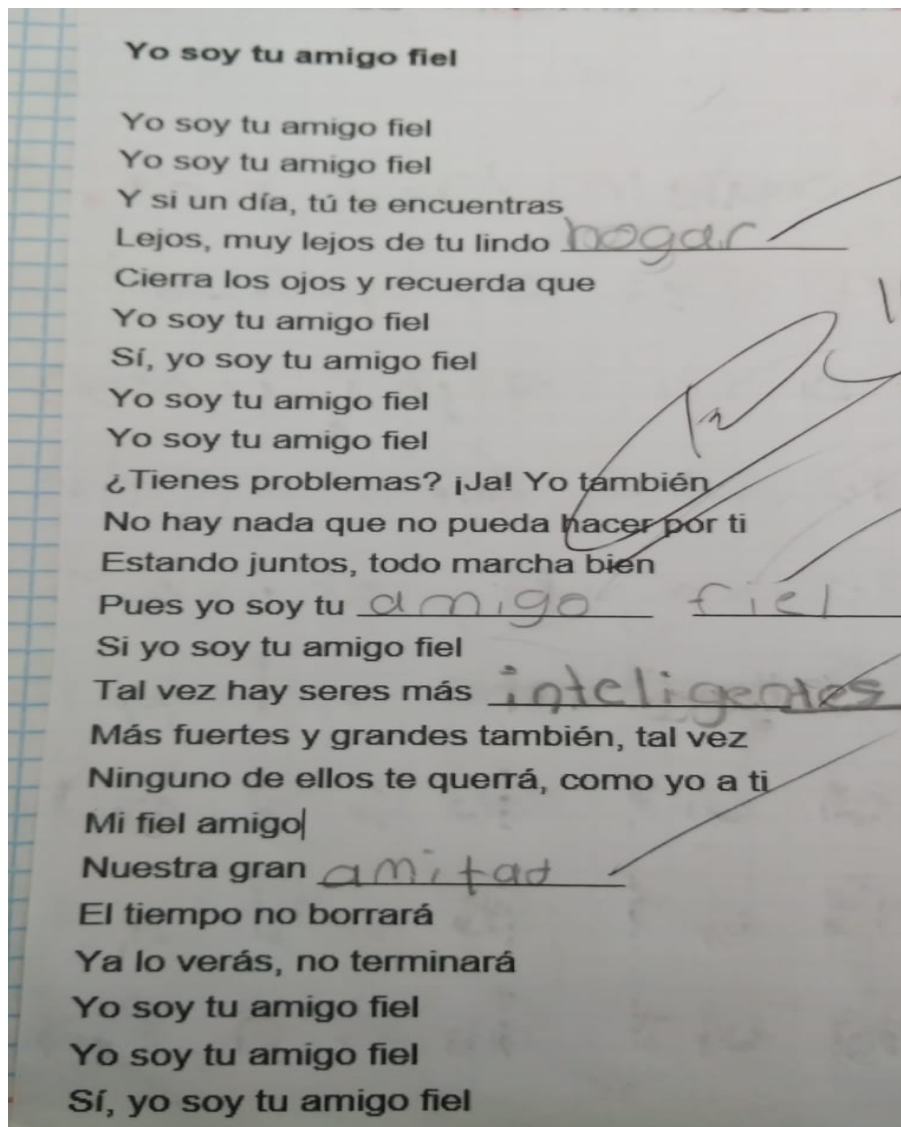 Yo soy tu amigo fiel
Yo soy tu amigo fiel
Yo soy tu amigo fiel
Y si un día, tú te encuentras
Lejos, muy lejos de tu lindo hogar
Cierra los ojos y recuerda que
Yo soy tu amigo fiel
Sí, yo soy tu amigo fiel
Yo soy tu amigo fiel
Yo soy tu amigo fiel
¿Tienes problemas? ¡Ja! Yo también
No hay nada que no pueda hacer por ti
Estando juntos, todo marcha bien
Pues yo soy tu amigo fiel
Si yo soy tu amigo fiel
Tal vez hay seres más inteligentes
Más fuertes y grandes también, tal vez
Ninguno de ellos te querrá, como yo a ti
Mi fiel amigo
Nuestra gran amitad
El tiempo no borrará
Ya lo verás, no terminará
Yo soy tu amigo fiel
Yo soy tu amigo fiel
Sí, yo soy tu amigo fiel